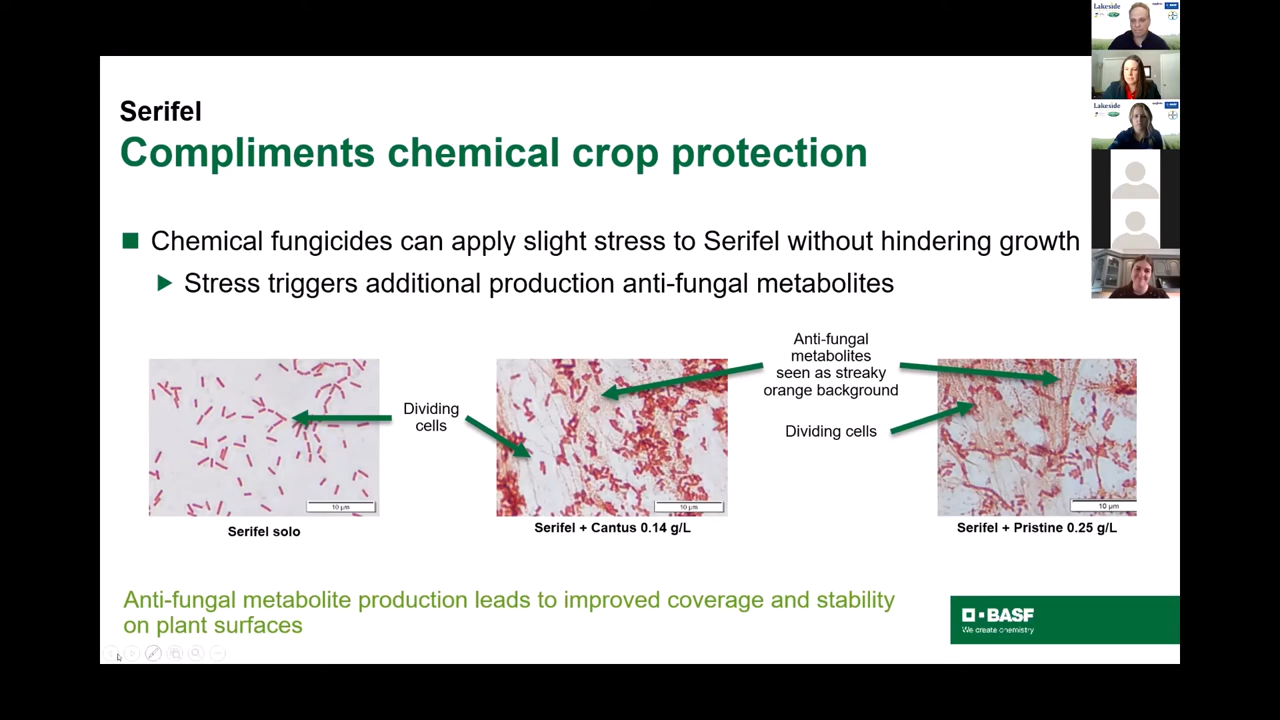 Serifel
Compliments chemical crop protection
Chemical fungicides can apply slight stress to Serifel without hindering growth
Stress triggers additional production anti-fungal metabolites
Anti-fungal
metabolites
seen as streaky
orange background
Dividing
cells
Dividing cells
10 µm
10 µm
10 µm
Serifel solo
Serifel + Cantus 0.14 g/L
Serifel + Pristine 0.25 g/L
Anti-fungal metabolite production leads to improved coverage and stability
on plant surfaces
BASF
We create chemistry
Lakeside
Lakeside